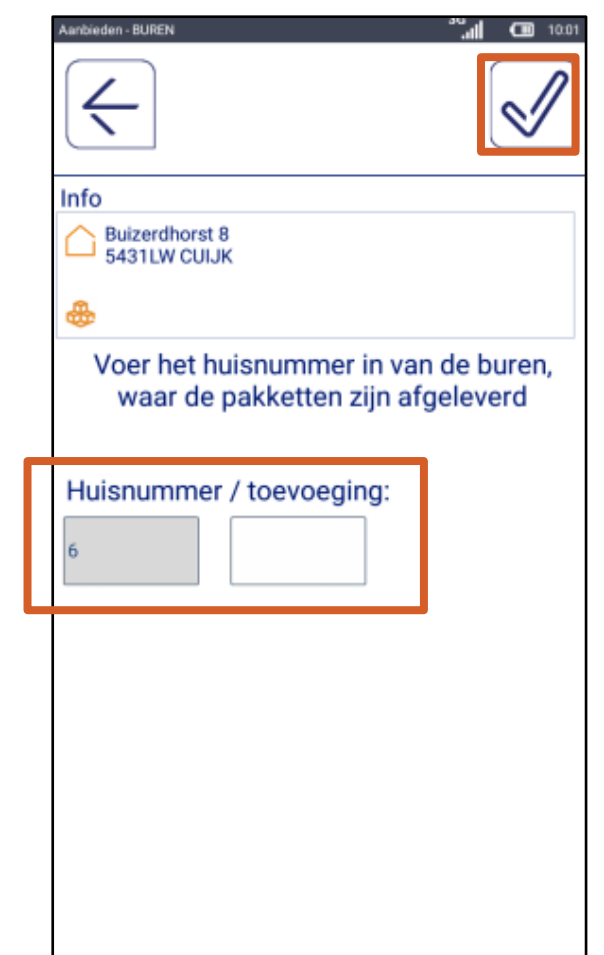 Aanbieden - BUREN 3G 10:01
Info
Buizerdhorst 8
5431LW CUIJK
Voer het huisnummer in van de buren,
waar de pakketten zijn afgeleverd
Huisnummer / toevoeging:
6